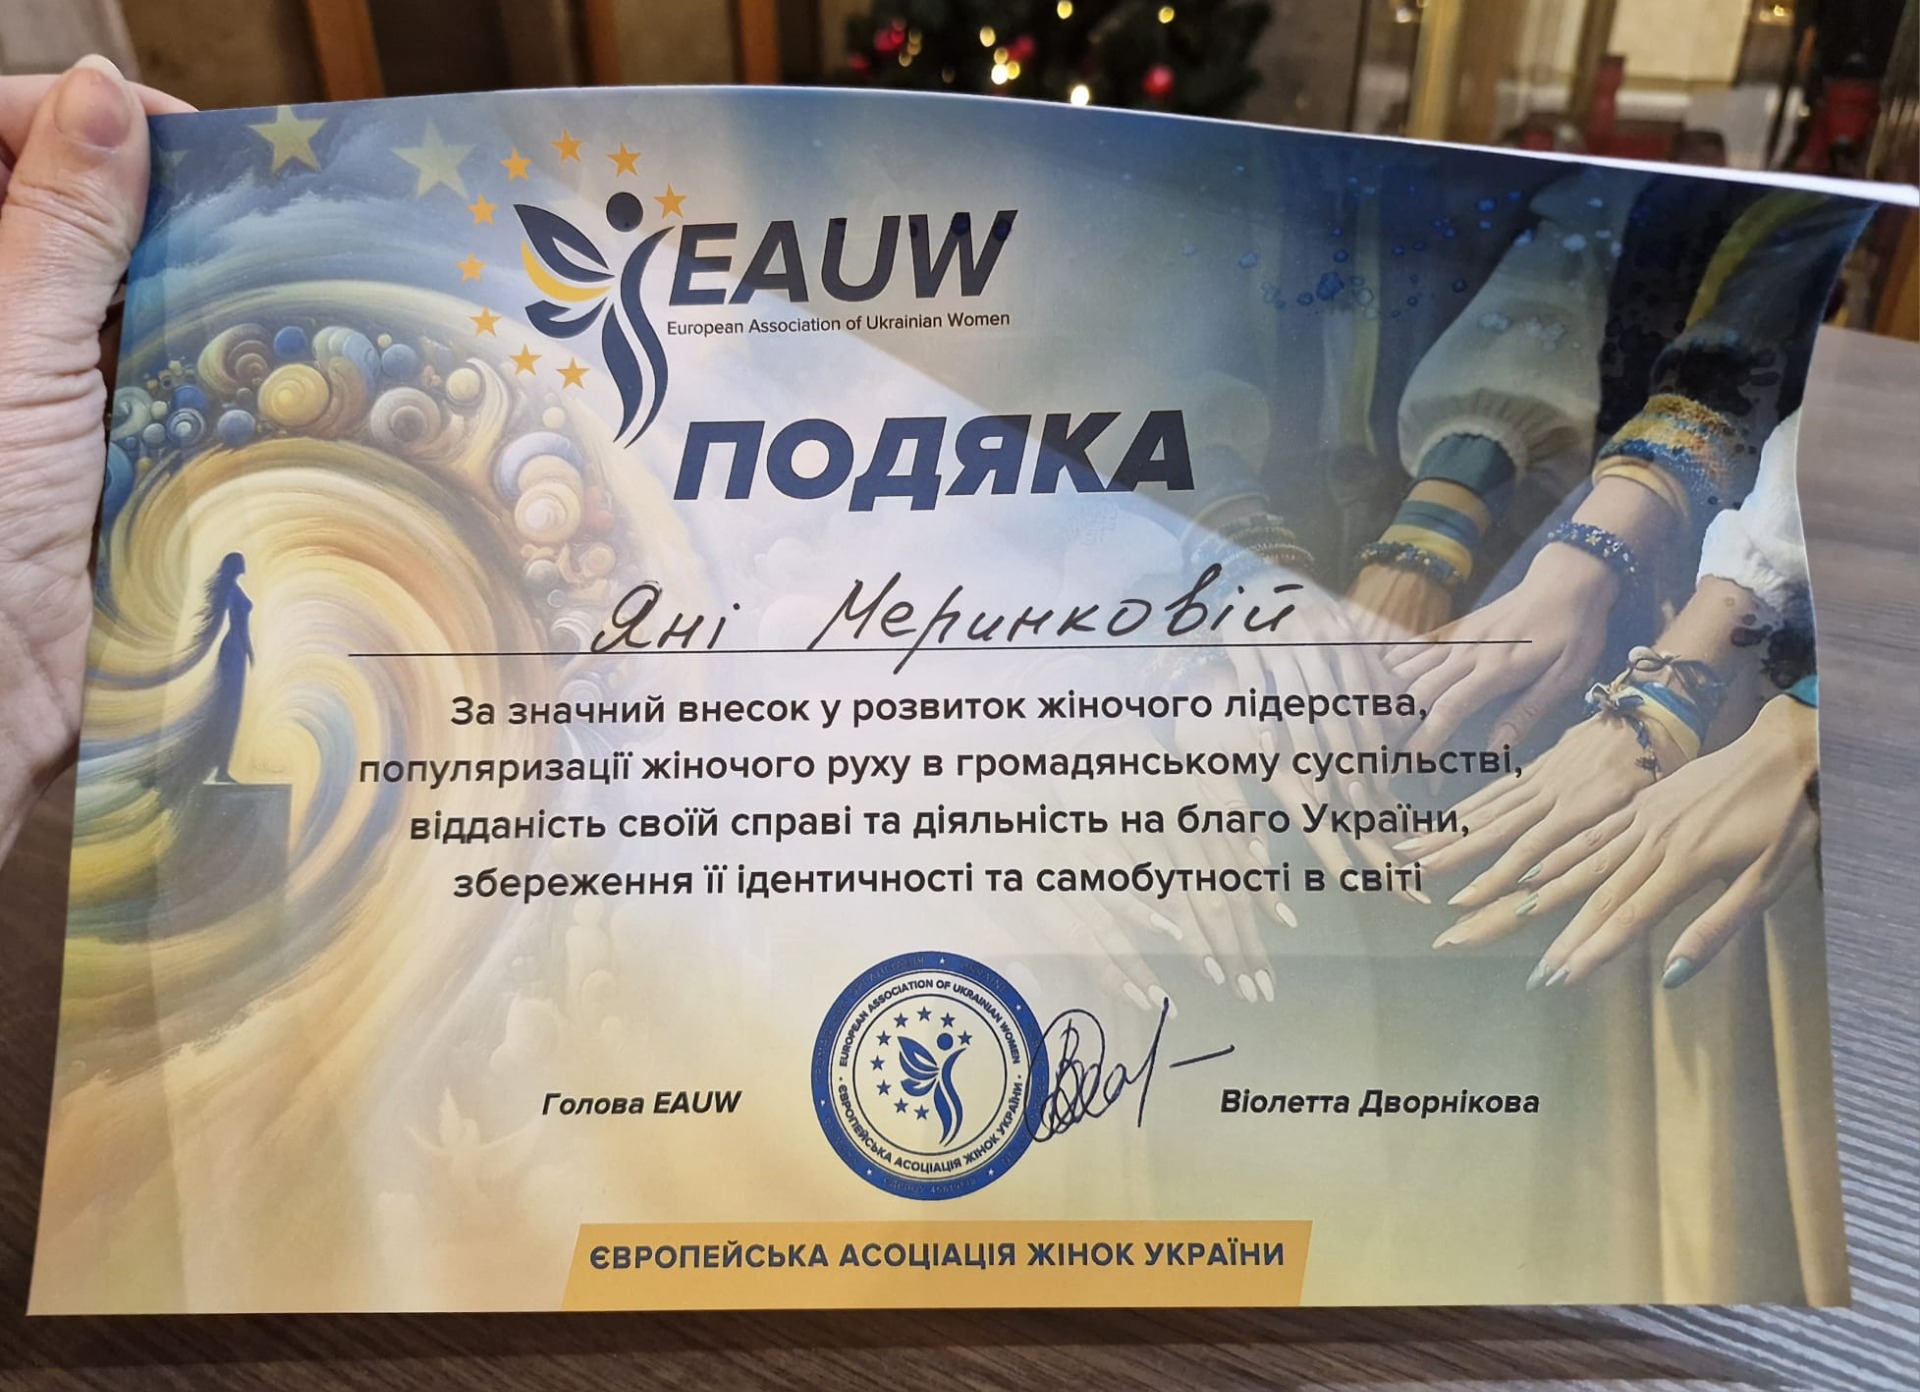 EAUW
European Association of Ukrainian Women
ПОДЯКА
Яні Меринковій
За значний внесок у розвиток жіночого лідерства,
популяризації жіночого руху в громадянському суспільстві,
відданість своїй справі та діяльність на благо України,
збереження її ідентичності та самобутності в світі
Голова EAUW
EUROPEAN ASSOCIATION OF UKRAINIAN WOMEN
ЄВРОПЕЙСЬКА АСОЦІАЦІЯ ЖІНОК УКРАЇНИ
Віолетта Дворнікова
ЄВРОПЕЙСЬКА АСОЦІАЦІЯ ЖІНОК УКРАЇНИ